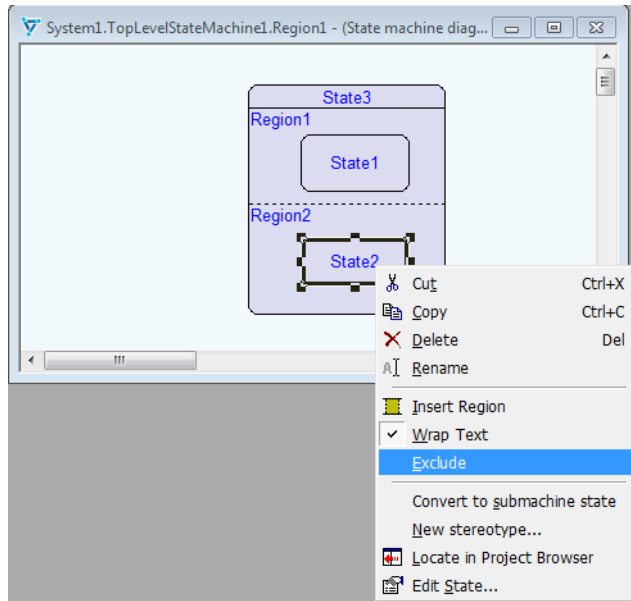 System1.TopLevelStateMachine1.Region1 - (State machine diag...
State3
Region1
State1
Region2
State2
Cut Ctrl+X
Copy Ctrl+C
Delete Del
Rename
Insert Region
Wrap Text
Exclude
Convert to submachine state
New stereotype...
Locate in Project Browser
Edit State...